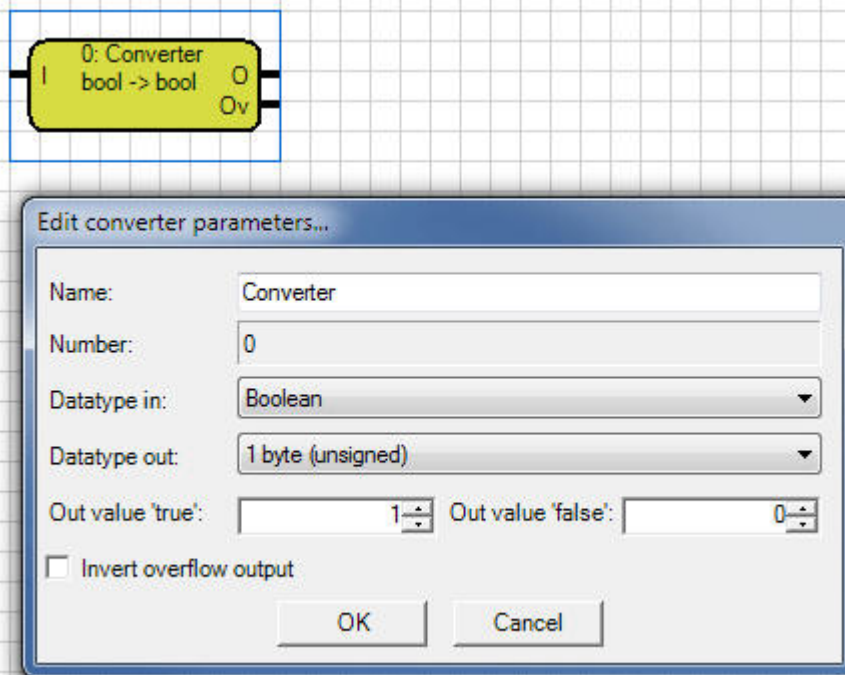 0: Converter
I bool -> bool O
Ov
Edit converter parameters...
Name: Converter
Number: 0
Datatype in: Boolean
Datatype out: 1 byte (unsigned)
Out value 'true': 1 Out value 'false': 0
Invert overflow output
OK Cancel